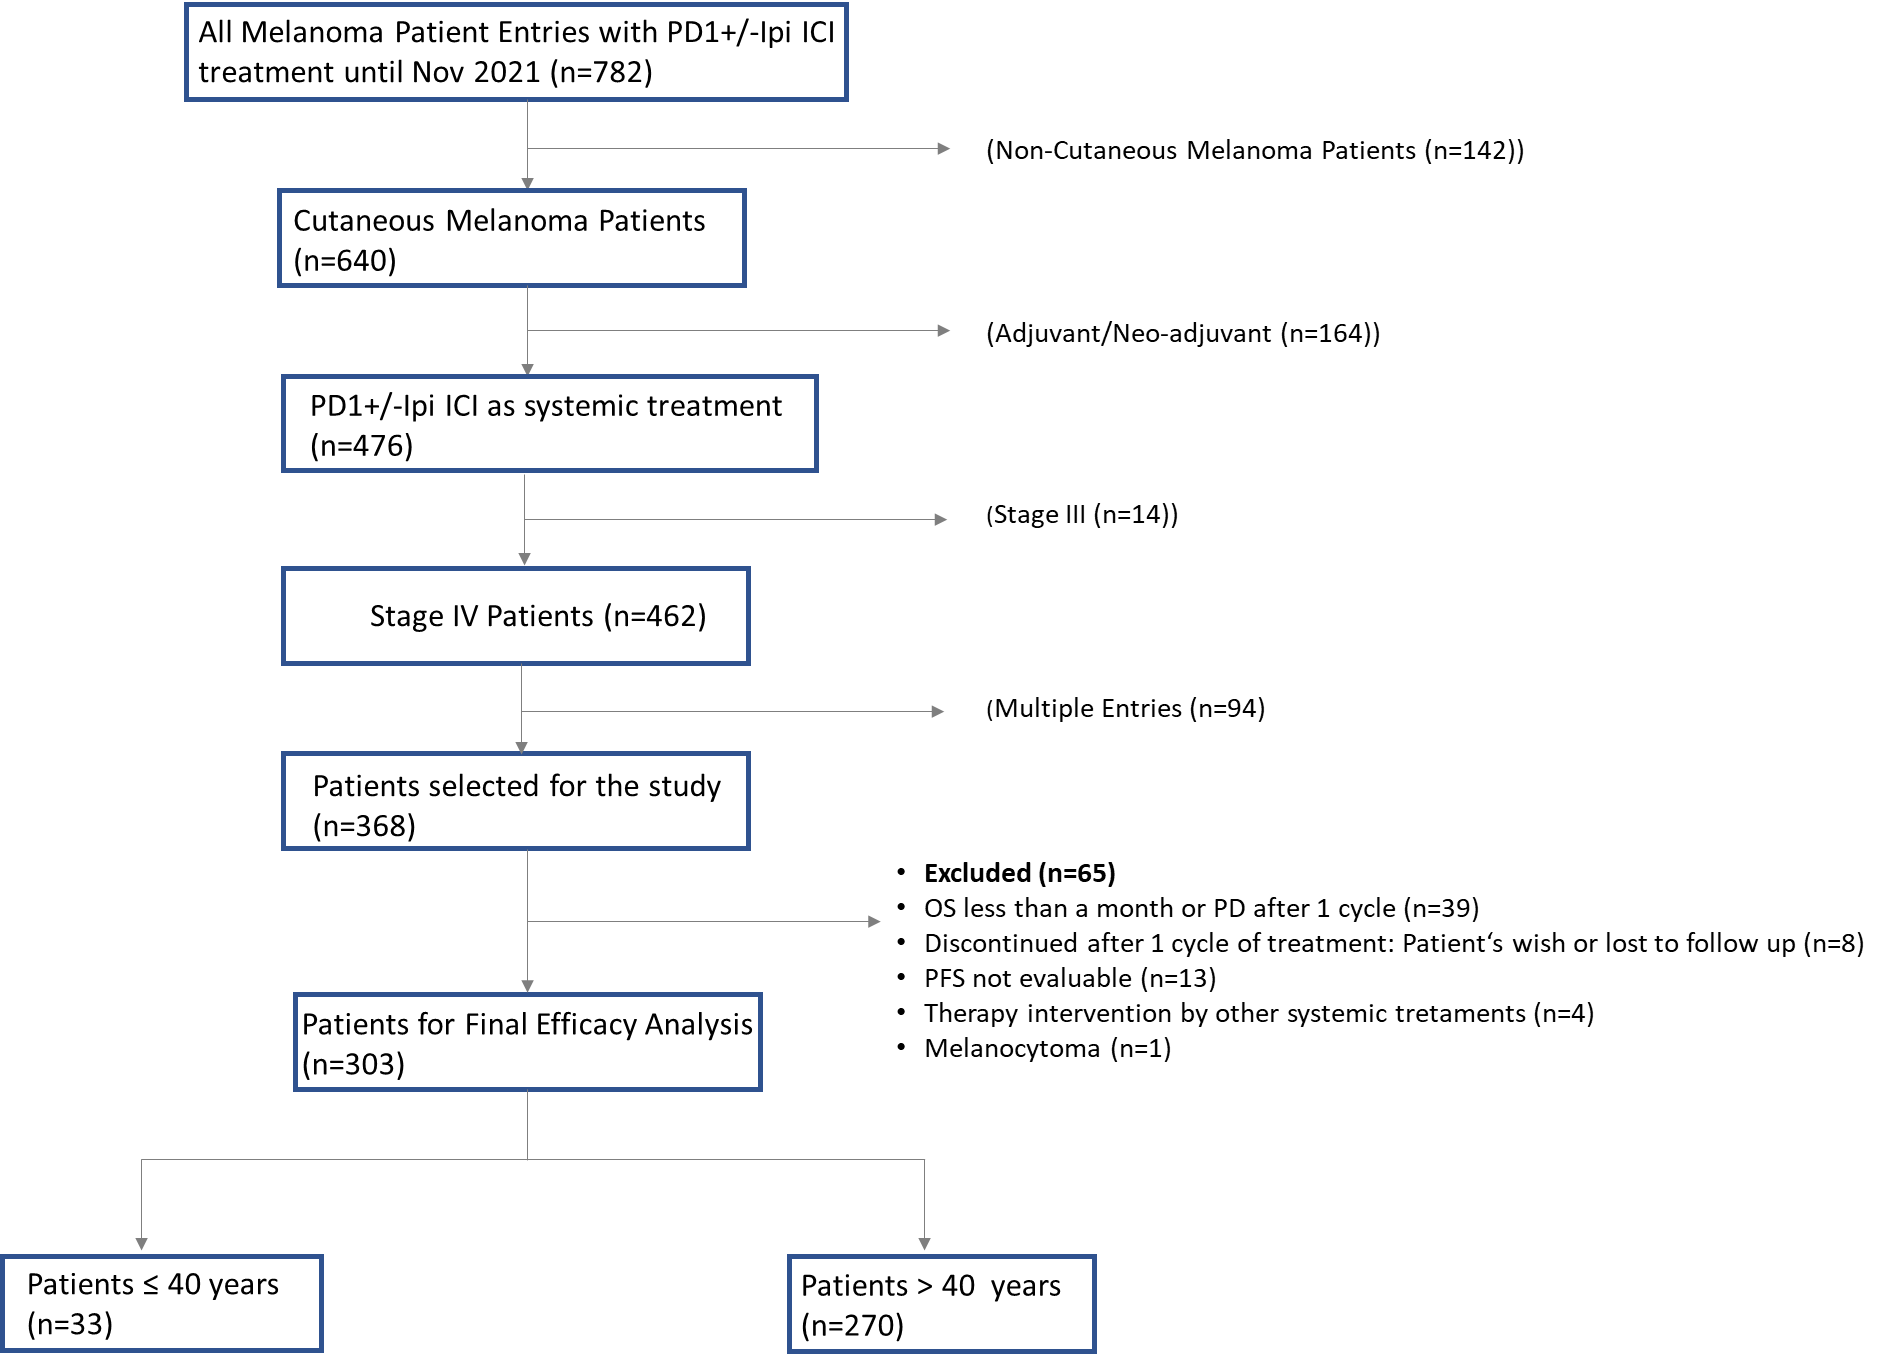 All Melanoma Patient Entries with PD1+/-Ipi ICI
treatment until Nov 2021 (n=782)
(Non-Cutaneous Melanoma Patients (n=142))
Cutaneous Melanoma Patients
(n=640)
(Adjuvant/Neo-adjuvant (n=164))
PD1+/-Ipi ICI as systemic treatment
(n=476)
(Stage III (n=14))
Stage IV Patients (n=462)
(Multiple Entries (n=94)
Patients selected for the study
(n=368)
• Excluded (n=65)
• OS less than a month or PD after 1 cycle (n=39)
• Discontinued after 1 cycle of treatment: Patient‘s wish or lost to follow up (n=8)
• PFS not evaluable (n=13)
• Therapy intervention by other systemic tretaments (n=4)
• Melanocytoma (n=1)
Patients for Final Efficacy Analysis
(n=303)
Patients ≤ 40 years
(n=33)
Patients > 40 years
(n=270)